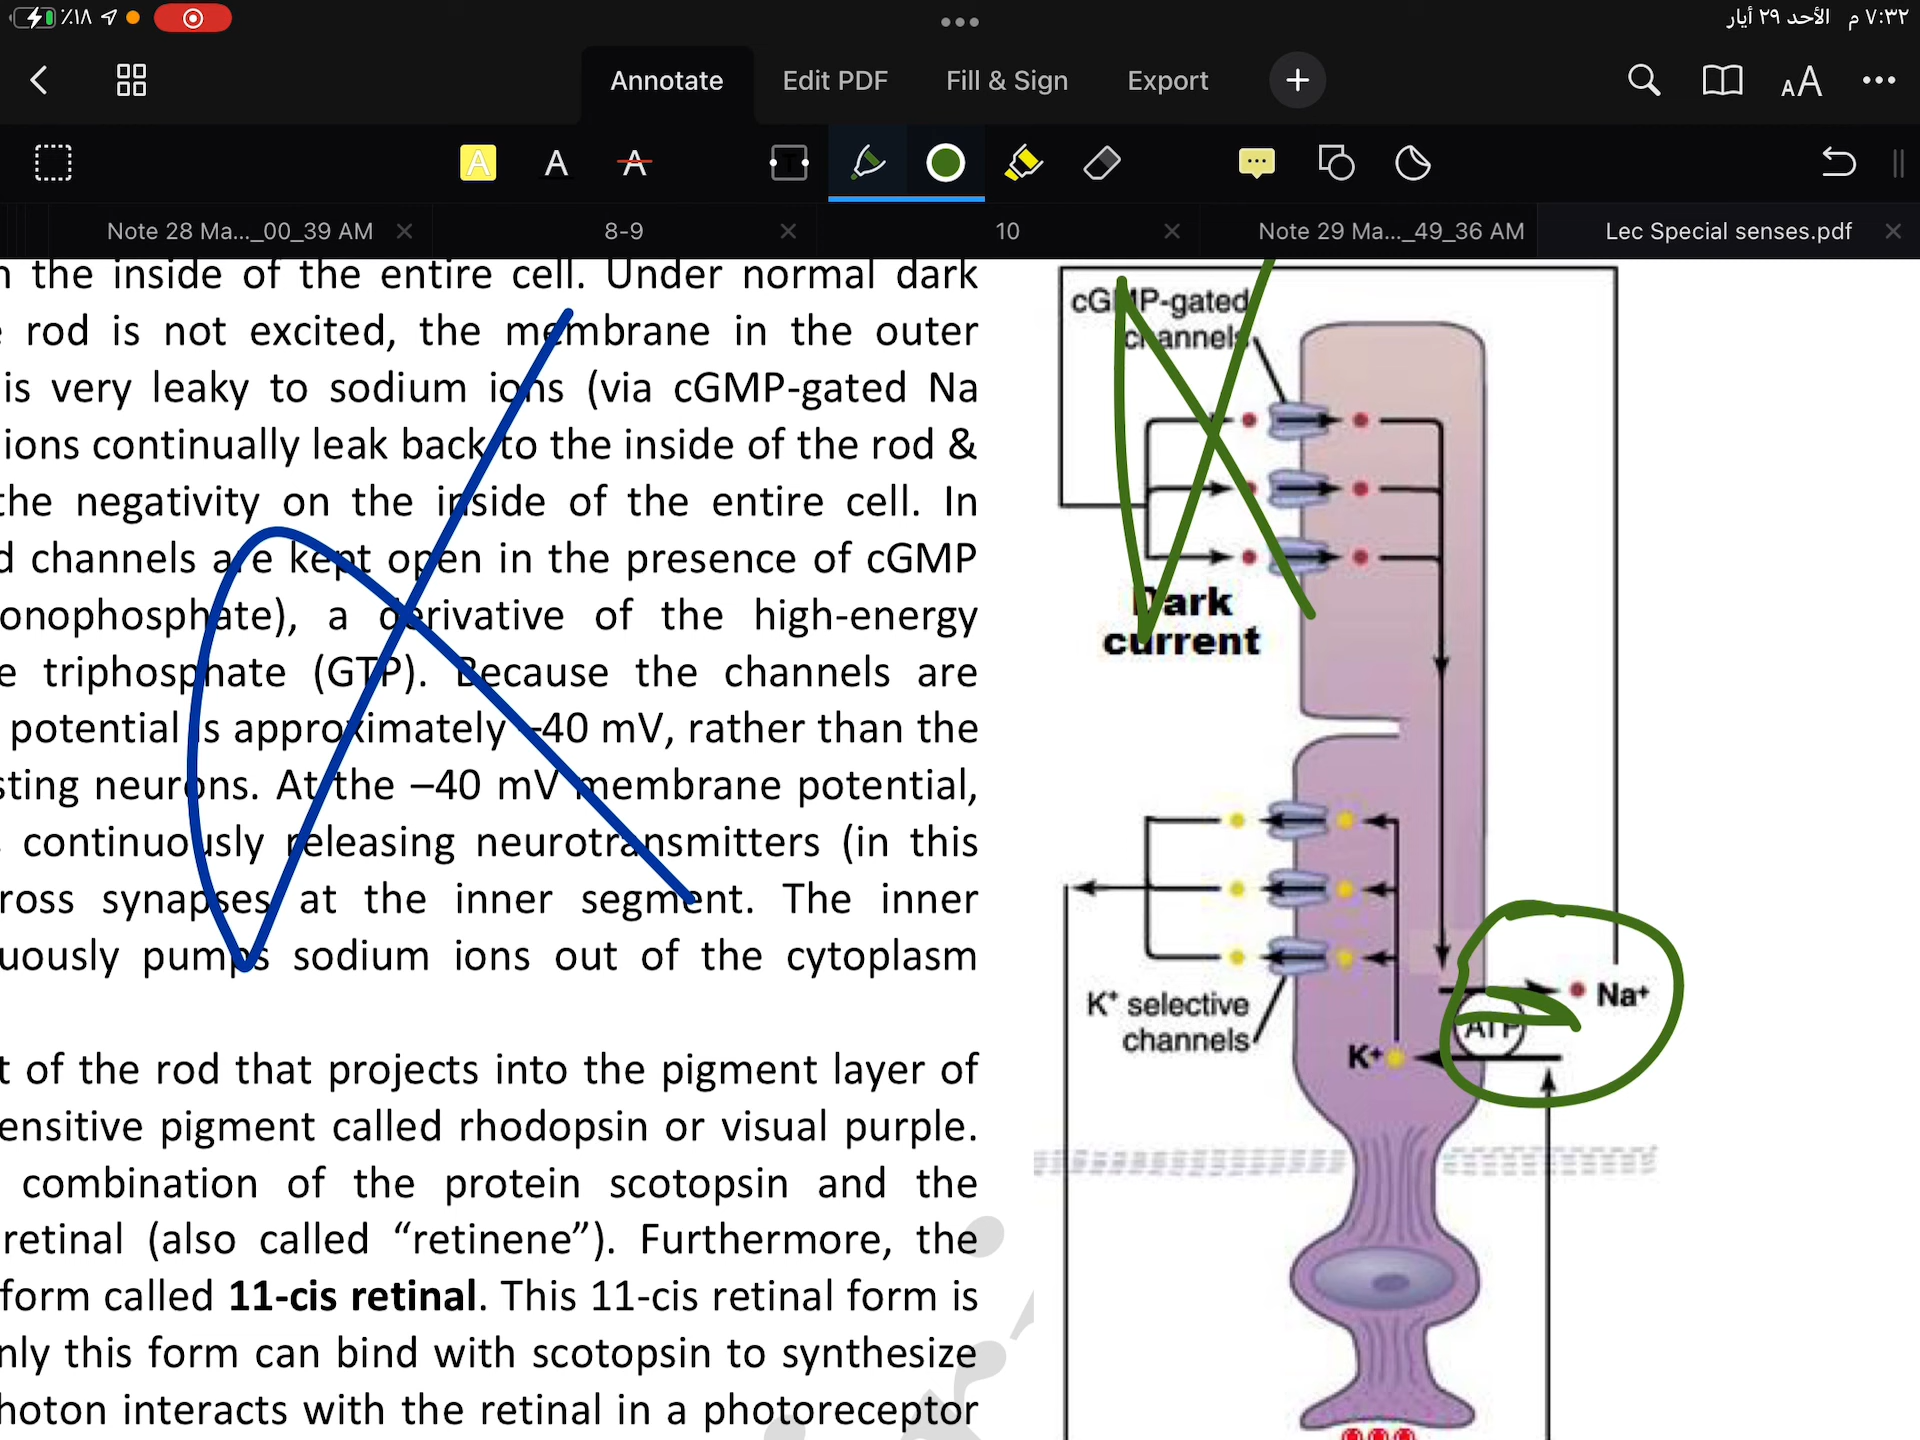 ٪١٨
٧:٣٢ م الأحد ٢٩ أيار
Annotate Edit PDF Fill & Sign Export
Note 28 Ma..._00_39 AM 8-9 10 Note 29 Ma..._49_36 AM Lec Special senses.pdf
the inside of the entire cell. Under normal dark
rod is not excited, the membrane in the outer
is very leaky to sodium ions (via cGMP-gated Na
ions continually leak back to the inside of the rod &
the negativity on the inside of the entire cell. In
d channels are kept open in the presence of cGMP
onophosphate), a derivative of the high-energy
e triphosphate (GTP). Because the channels are
potential is approximately –40 mV, rather than the
sting neurons. At the –40 mV membrane potential,
continuously releasing neurotransmitters (in this
ross synapses at the inner segment. The inner
uously pumps sodium ions out of the cytoplasm
t of the rod that projects into the pigment layer of
ensitive pigment called rhodopsin or visual purple.
combination of the protein scotopsin and the
retinal (also called “retinene”). Furthermore, the
form called 11-cis retinal. This 11-cis retinal form is
nly this form can bind with scotopsin to synthesize
hoton interacts with the retinal in a photoreceptor
cGMP-gated
channels
Dark
current
K+ selective
channels
Na+
ATP
K+